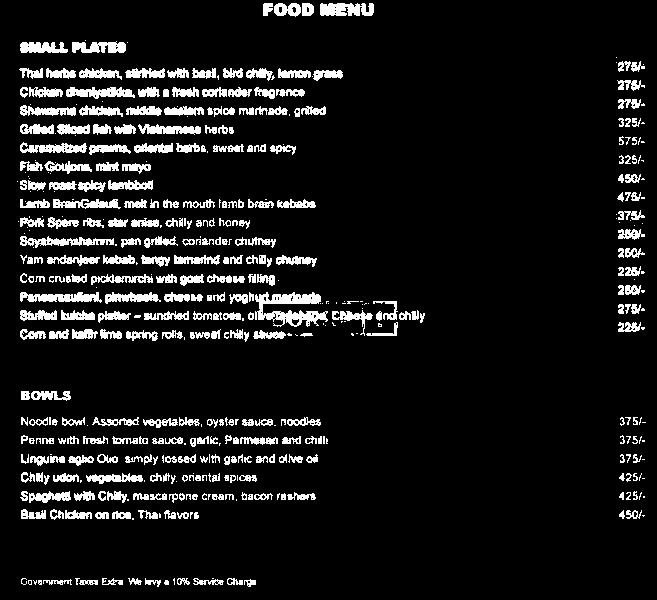 FOOD MENU
SMALL PLATES
Thai herbs chicken, stirfried with basil, bird chilly, lemon grass 275/-
Chicken dhaniyatikka, with a fresh coriander fragrance 275/-
Shawarma chicken, middle eastern spice marinade, grilled 275/-
Grilled Sliced fish with Vietnamese herbs 325/-
Caramelized prawns, oriental herbs, sweet and spicy 575/-
Fish Goujons, mint mayo 325/-
Slow roast spicy lambboti 450/-
Lamb BrainGalauti, melt in the mouth lamb brain kebabs 475/-
Pork Spare ribs, star anise, chilly and honey 375/-
Soyabeanshammi, pan grilled, coriander chutney 250/-
Yam andanjeer kebab, tangy tamarind and chilly chutney 250/-
Corn crusted picklemirchi with goat cheese filling 225/-
Paneersoufiani, pinwheels, cheese and yoghurt marinade 250/-
Stuffed kulcha platter – sundried tomatoes, olive Cheese and chilly 275/-
Corn and kaffir lime spring rolls, sweet chilly sauce 225/-
BOWLS
Noodle bowl, Assorted vegetables, oyster sauce, noodles 375/-
Penne with fresh tomato sauce, garlic, Parmesan and chilli 375/-
Linguine aglio Olio simply tossed with garlic and olive oil 375/-
Chilly udon, vegetables, chilly, oriental spices 425/-
Spaghetti with Chilly, mascarpone cream, bacon rashers 425/-
Basil Chicken on rice, Thai flavors 450/-
Government Taxes Extra We levy a 10% Service Charge